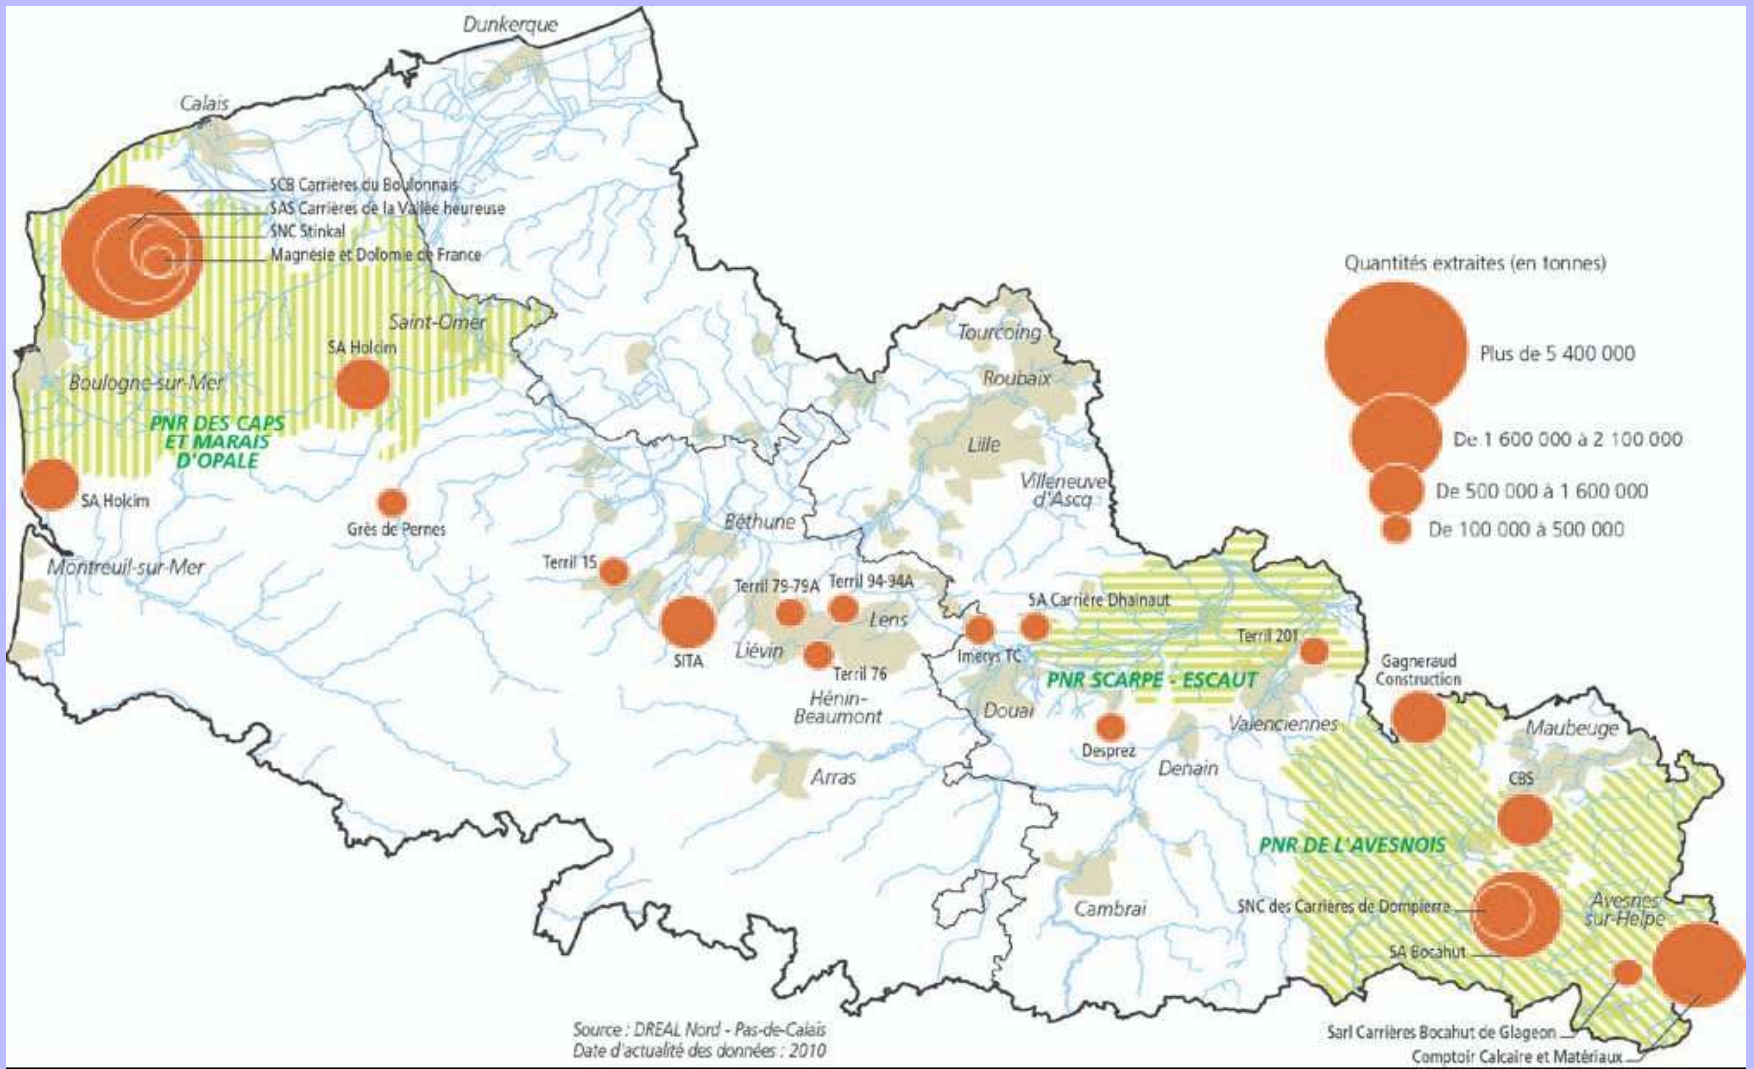 Dunkerque
Calais
SCB Carrières du Boulonnais
SAS Carrières de la Vallée heureuse
SNC Stinkal
Magnésie et Dolomie de France
Saint-Omer
SA Holcim
Boulogne-sur-Mer
PNR DES CAPS
ET MARAIS
D'OPALE
SA Holcim
Grès de Pernes
Montreuil-sur-Mer
Quantités extraites (en tonnes)
Plus de 5 400 000
De 1 600 000 à 2 100 000
De 500 000 à 1 600 000
De 100 000 à 500 000
Tourcoing
Roubaix
Lille
Villeneuve
d'Ascq
Béthune
Terril 15
Terril 79-79A
Terril 94-94A
Lens
SITA
Liévin
Terril 76
Hénin-
Beaumont
Arras
SA Carrière Dhainaut
Imerys TC
Terril 201
PNR SCARPE - ESCAUT
Douai
Valenciennes
Desprez
Denain
Gagneraud
Construction
Maubeuge
CBS
PNR DE L'AVESNOIS
Cambrai
SNC des Carrières de Dompierre
Avesnes
sur-Helpe
SA Bocahut
Sarl Carrières Bocahut de Glageon
Comptoir Calcaire et Matériaux
Source : DREAL Nord - Pas-de-Calais
Date d'actualité des données : 2010